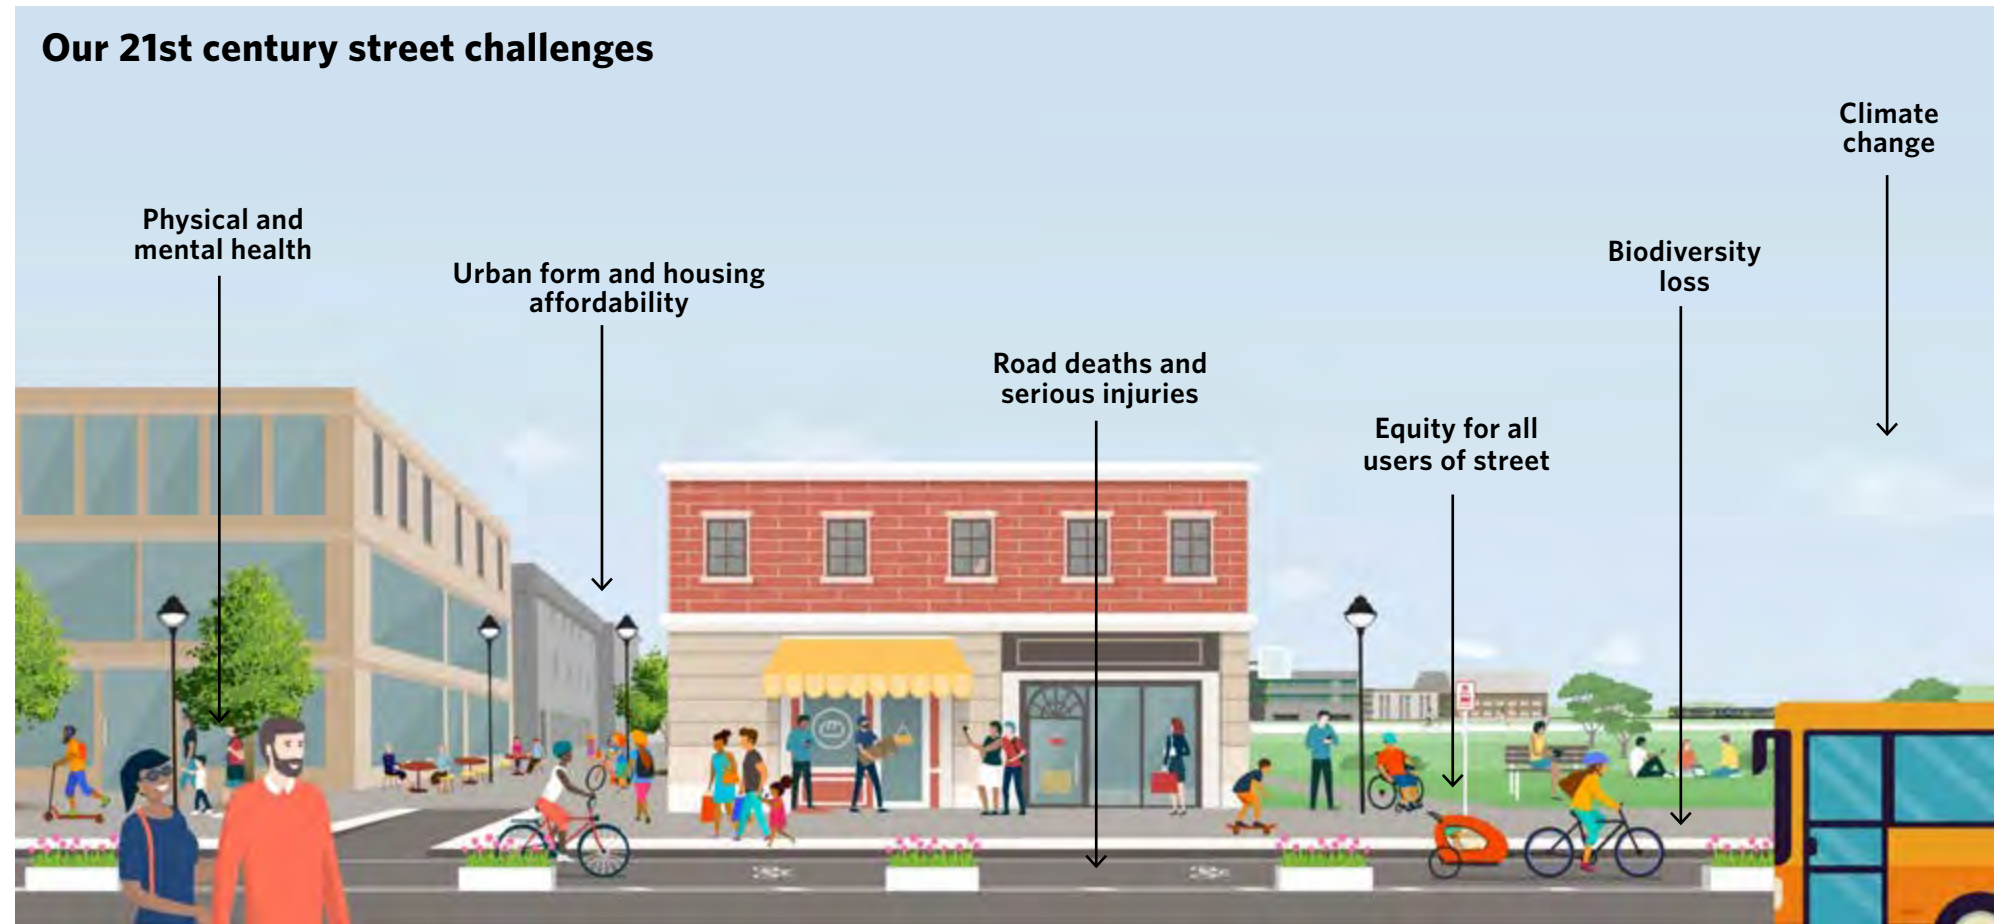 Our 21st century street challenges
Climate
change
Physical and
mental health
Biodiversity
loss
Urban form and housing
affordability
Road deaths and
serious injuries
Equity for all
users of street